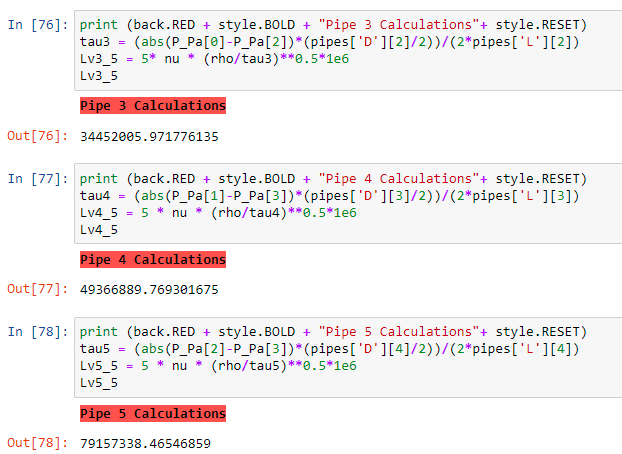 In [76]: print (back.RED + style.BOLD + "Pipe 3 Calculations"+ style.RESET)
tau3 = (abs(P_Pa[0]-P_Pa[2])*(pipes['D'][2]/2))/(2*pipes['L'][2])
Lv3_5 = 5* nu * (rho/tau3)**0.5*1e6
Lv3_5
Pipe 3 Calculations
Out[76]: 34452005.971776135
In [77]: print (back.RED + style.BOLD + "Pipe 4 Calculations"+ style.RESET)
tau4 = (abs(P_Pa[1]-P_Pa[3])*(pipes['D'][3]/2))/(2*pipes['L'][3])
Lv4_5 = 5 * nu * (rho/tau4)**0.5*1e6
Lv4_5
Pipe 4 Calculations
Out[77]: 49366889.769301675
In [78]: print (back.RED + style.BOLD + "Pipe 5 Calculations"+ style.RESET)
tau5 = (abs(P_Pa[2]-P_Pa[3])*(pipes['D'][4]/2))/(2*pipes['L'][4])
Lv5_5 = 5 * nu * (rho/tau5)**0.5*1e6
Lv5_5
Pipe 5 Calculations
Out[78]: 79157338.46546859